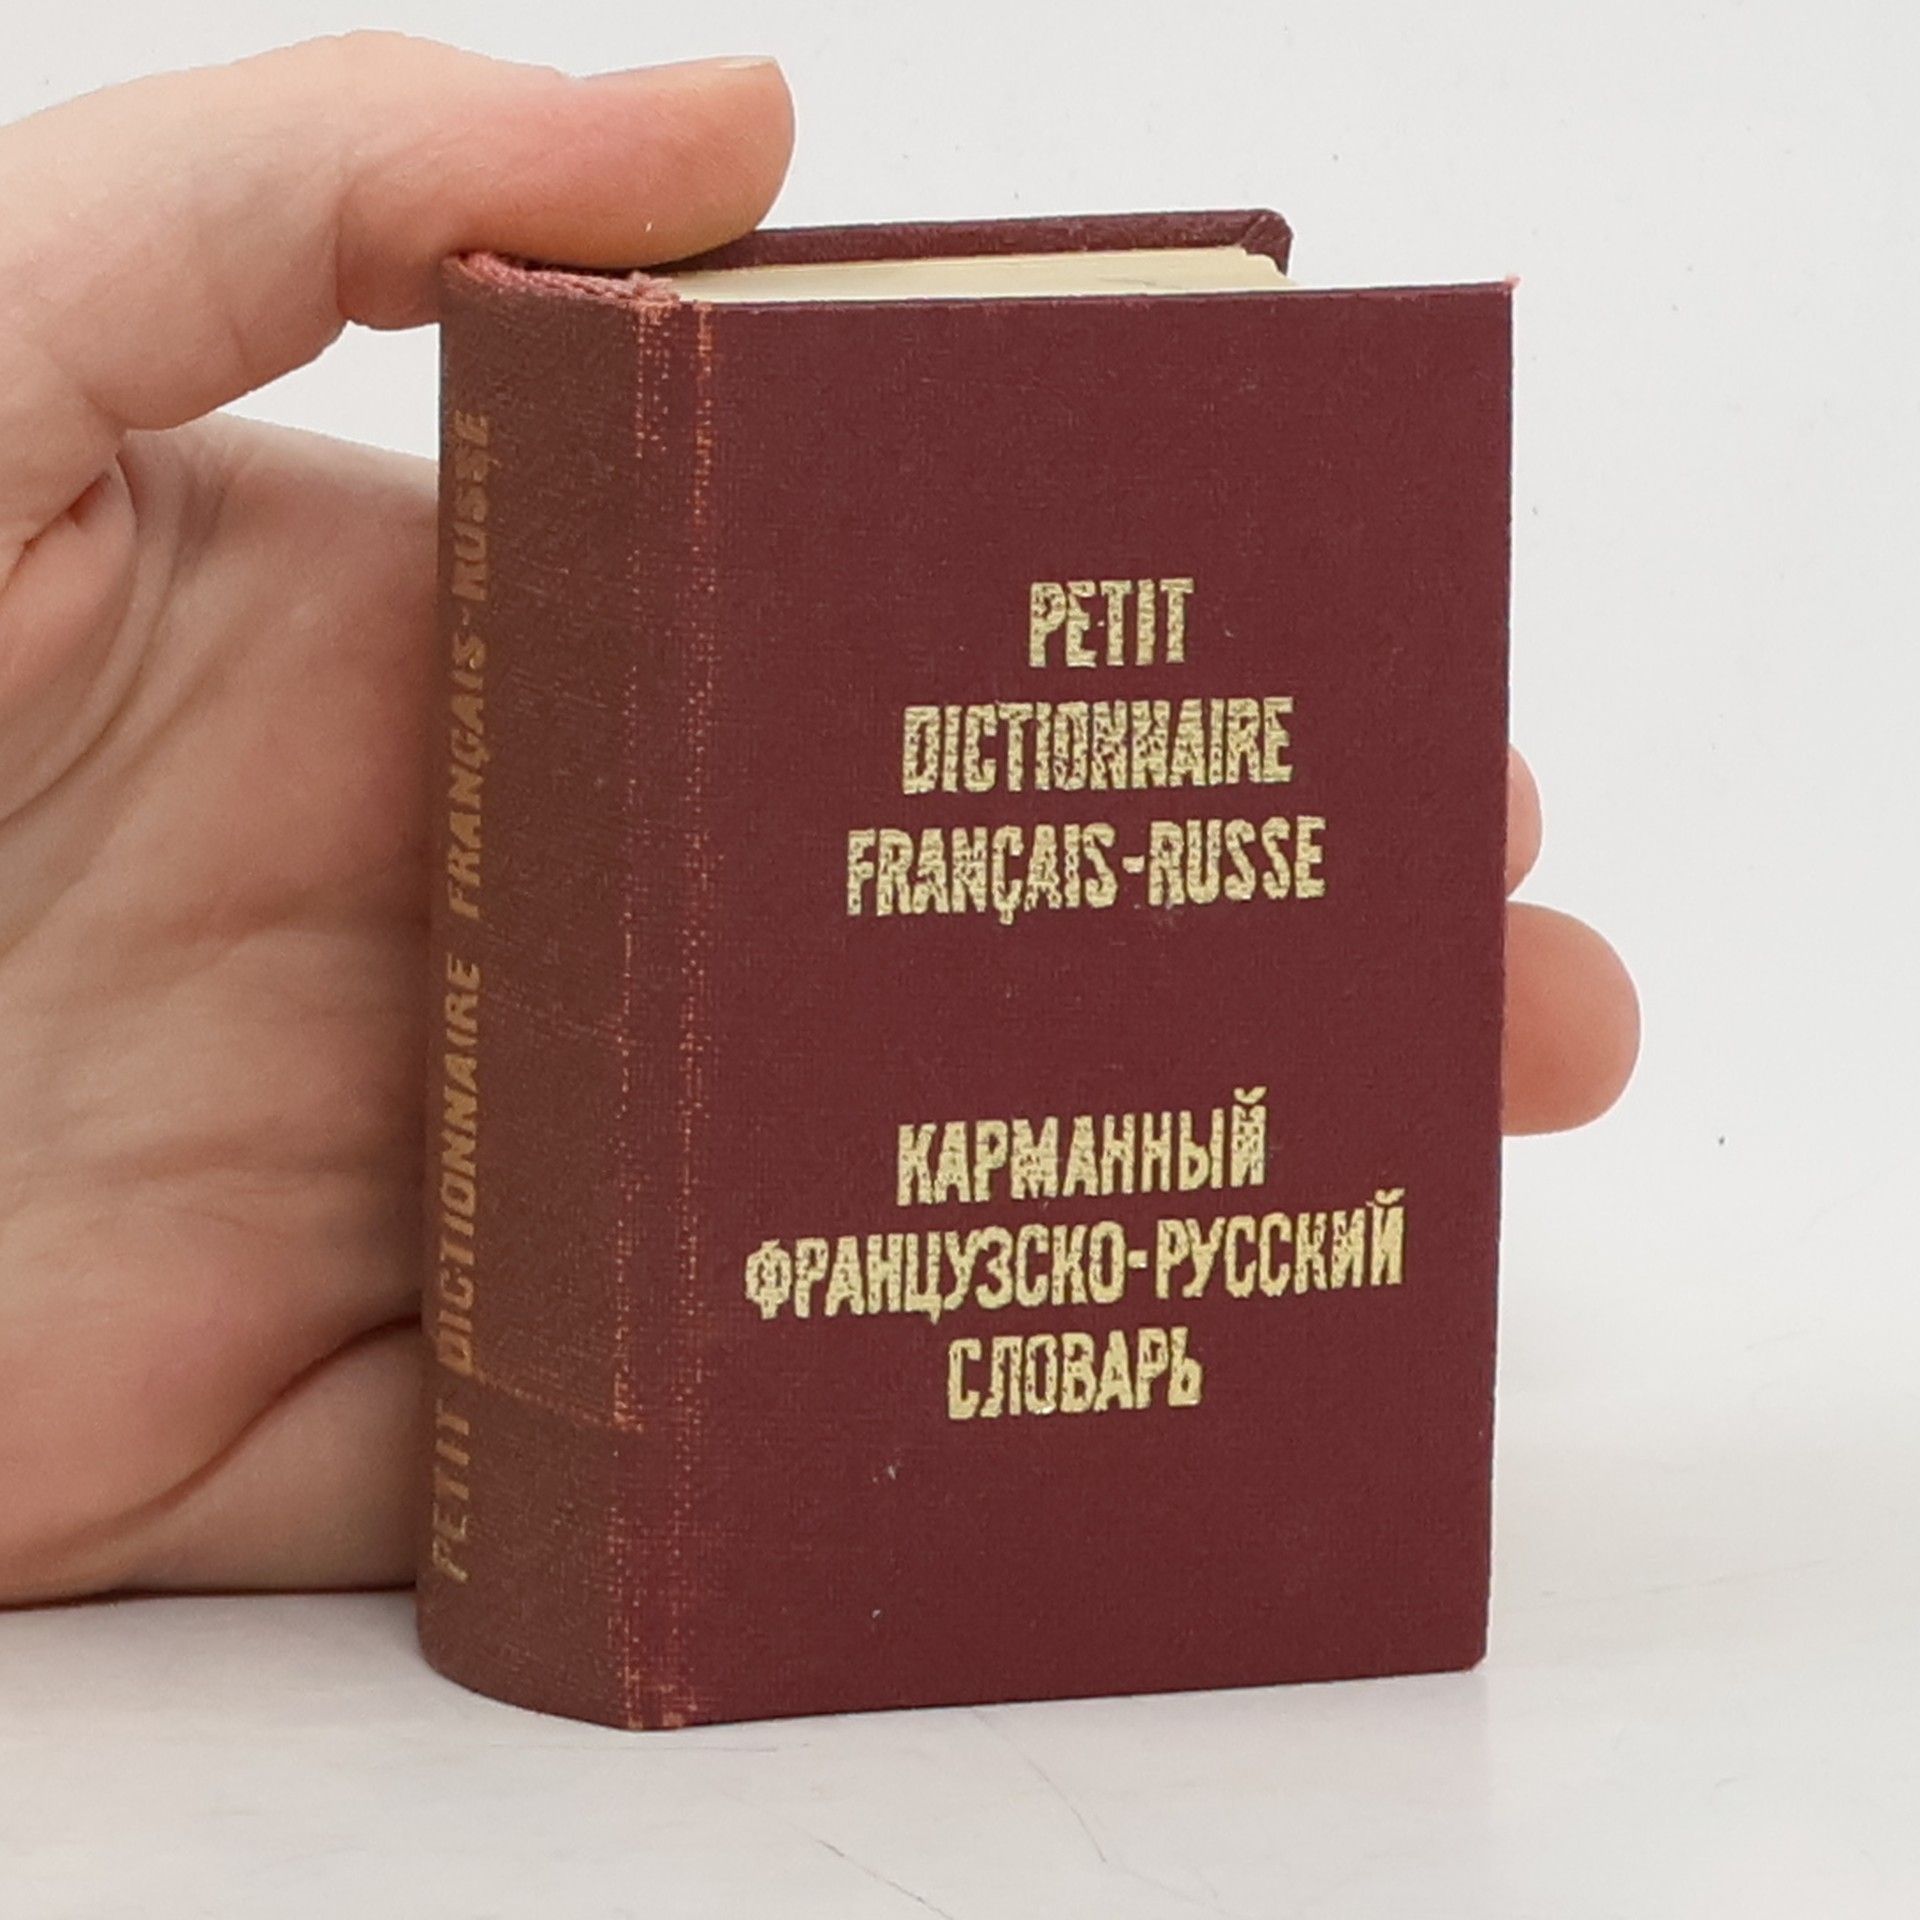 PETIT DICTIONNAIRE FRANÇAIS-RUSSE
PETIT
DICTIONNAIRE
FRANÇAIS-RUSSE
КАРМАННЫЙ
ФРАНЦУЗСКО-РУССКИЙ
СЛОВАРЬ